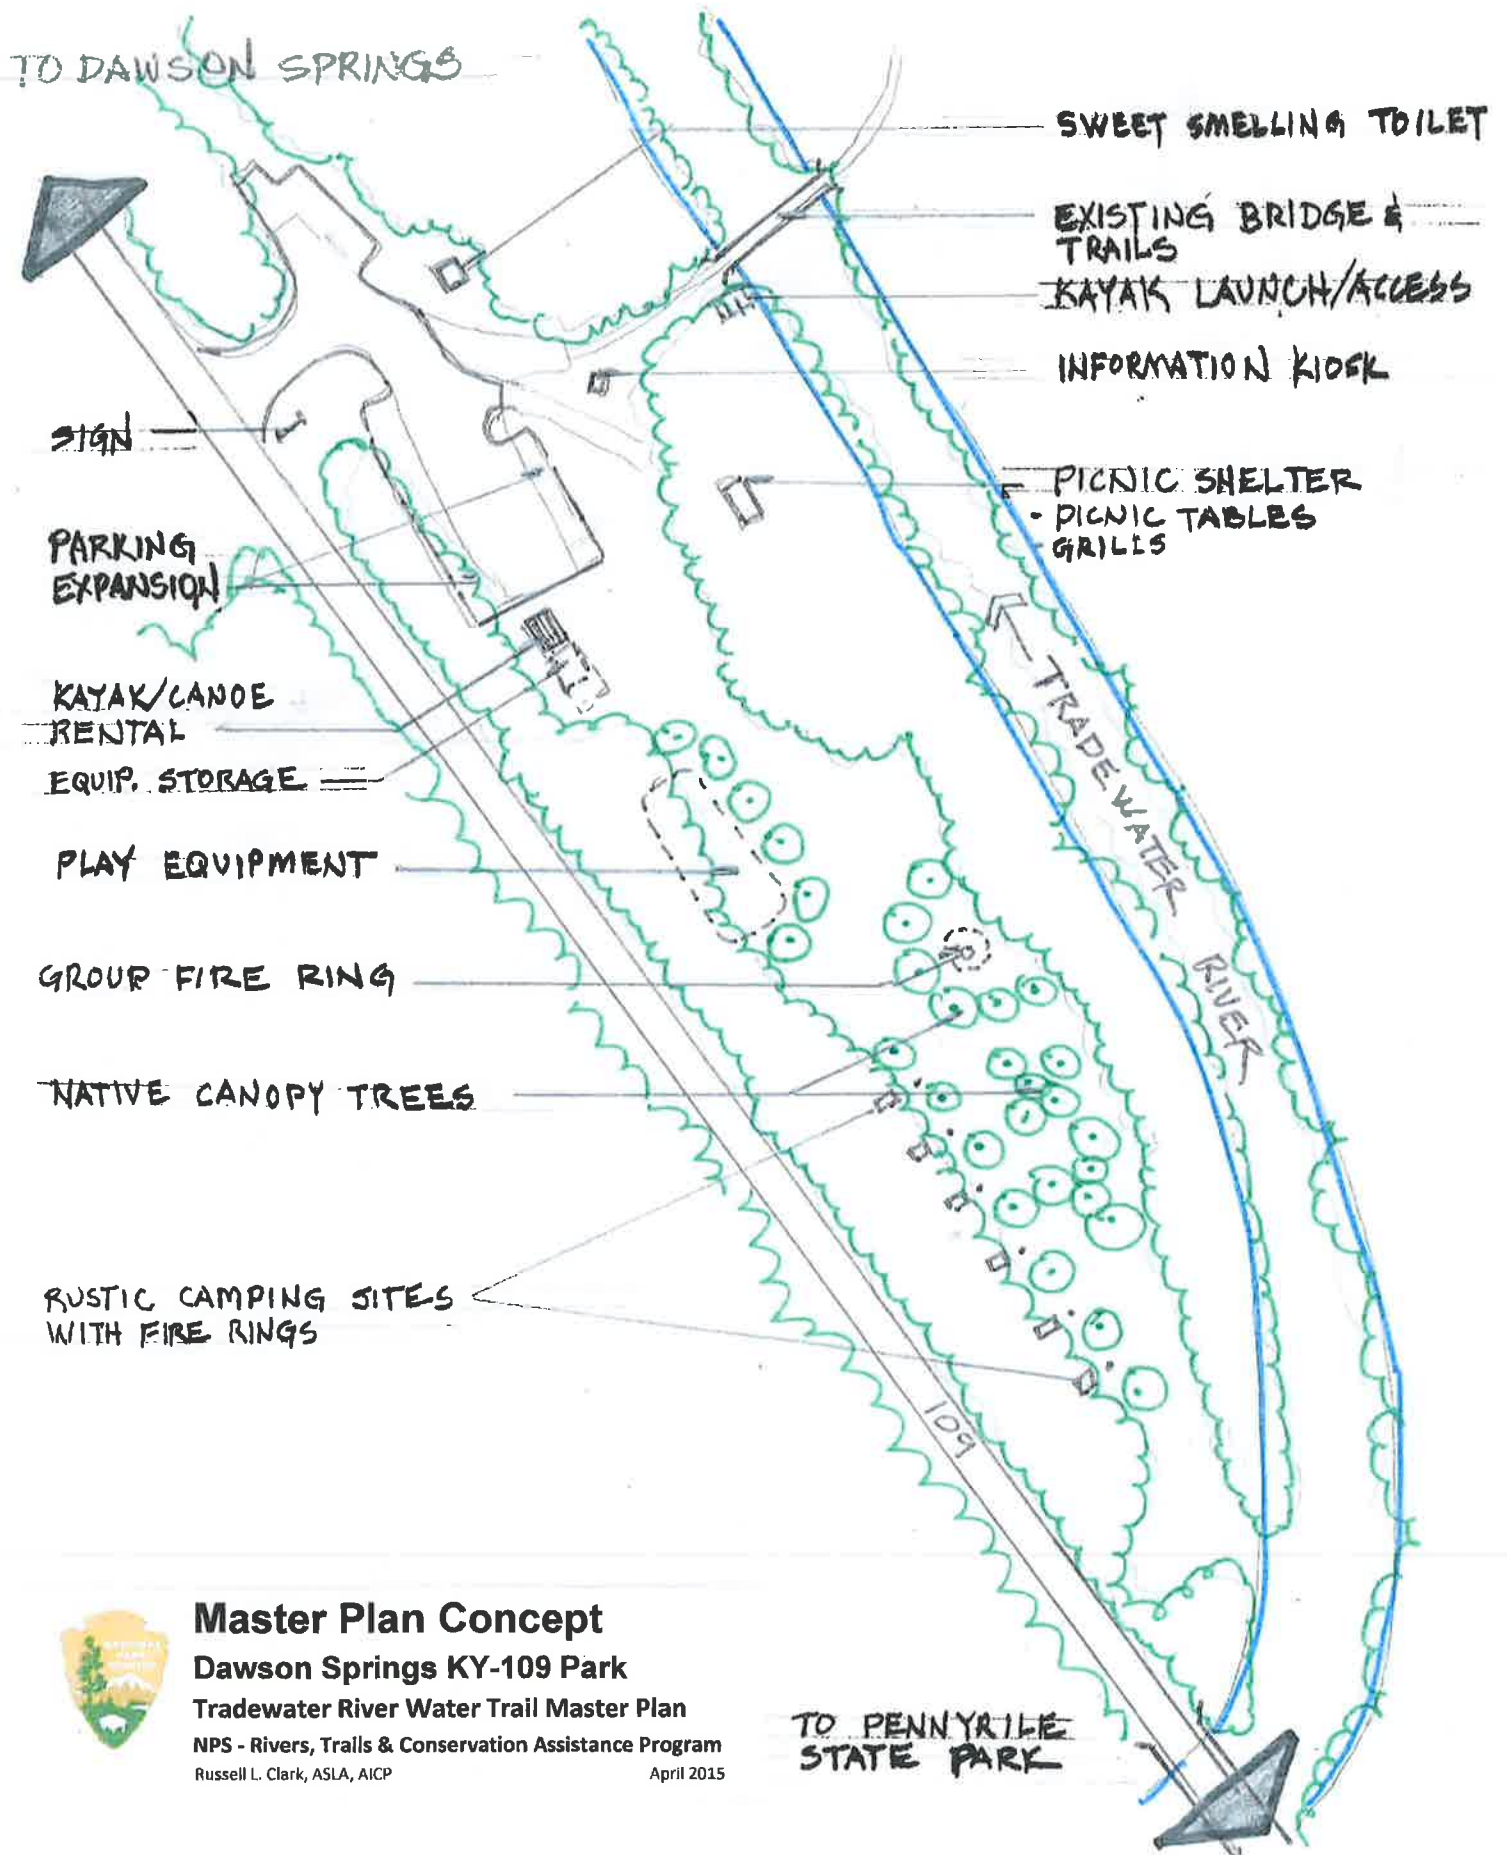 TO DAWSON SPRINGS
SWEET SMELLING TOILET
EXISTING BRIDGE &
TRAILS
KAYAK LAUNCH/ACCESS
INFORMATION KIOSK
SIGN
PICNIC SHELTER
- PICNIC TABLES
GRILLS
PARKING
EXPANSION
TRADEWATER RIVER
KAYAK/CANOE
RENTAL
EQUIP. STORAGE
PLAY EQUIPMENT
GROUP FIRE RING
NATIVE CANOPY TREES
RUSTIC CAMPING SITES
WITH FIRE RINGS
109
Master Plan Concept
Dawson Springs KY-109 Park
Tradewater River Water Trail Master Plan
NPS - Rivers, Trails & Conservation Assistance Program
Russell L. Clark, ASLA, AICP April 2015
TO PENNYRILE
STATE PARK